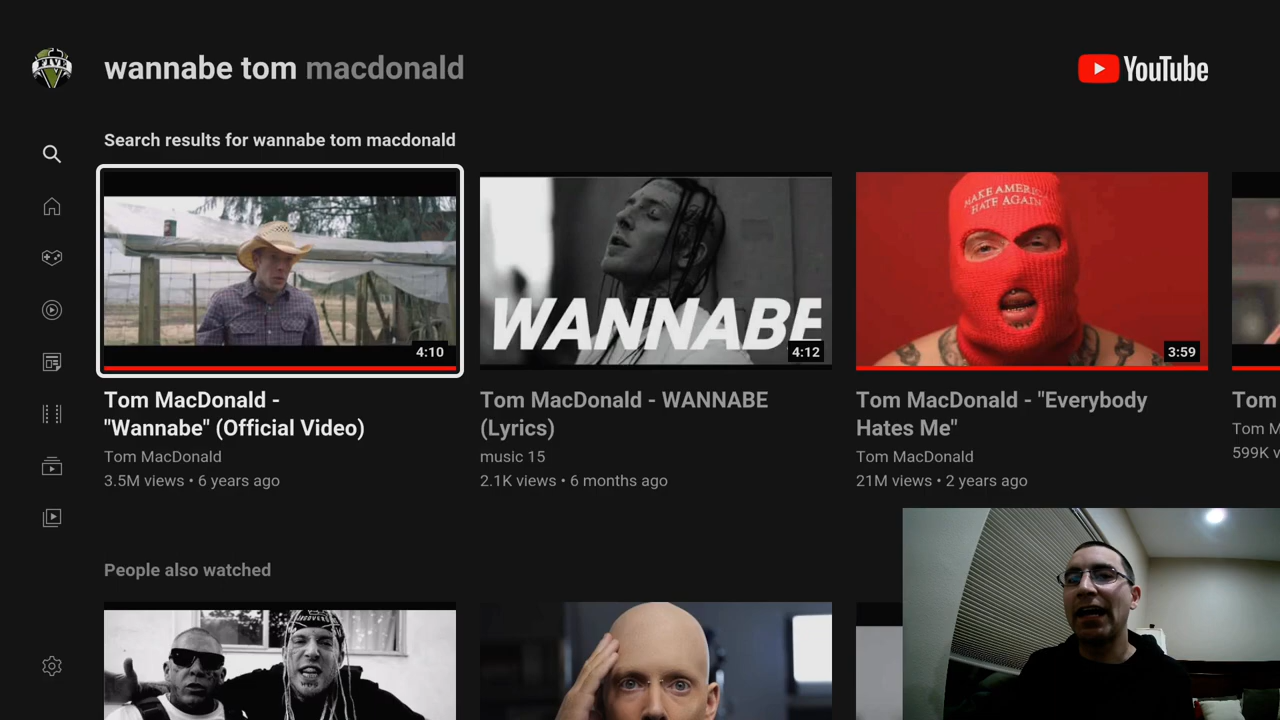 FIVE
wannabe tom macdonald
YouTube
Search results for wannabe tom macdonald
4:10
WANNABE
4:12
MAKE AMERICA
HATE AGAIN
3:59
Tom MacDonald -
"Wannabe" (Official Video)
Tom MacDonald
3.5M views • 6 years ago
Tom MacDonald - WANNABE
(Lyrics)
music 15
2.1K views • 6 months ago
Tom MacDonald - "Everybody
Hates Me"
Tom MacDonald
21M views • 2 years ago
Tom
Tom M
599K v
People also watched